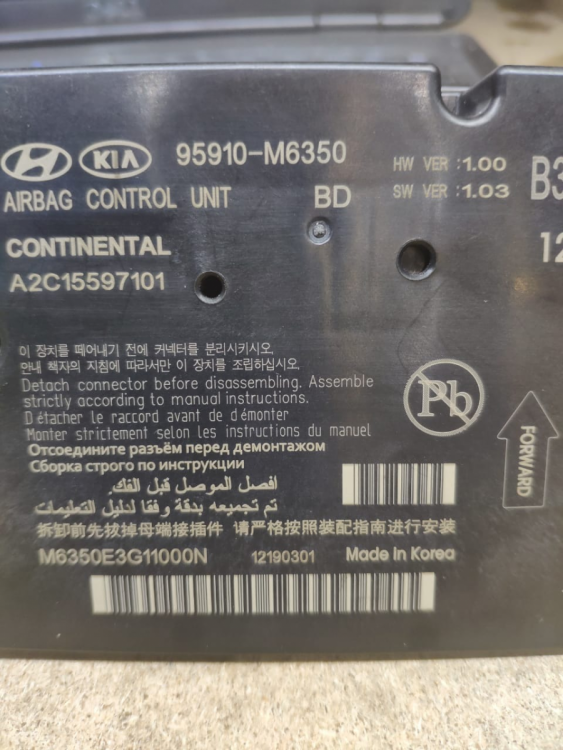 KIA 95910-M6350 HW VER :1.00
AIRBAG CONTROL UNIT BD SW VER :1.03 B3
CONTINENTAL 12
A2C15597101
이 장치를 떼어내기 전에 커넥터를 분리시키시오.
안내 책자의 지침에 따라서만 이 장치를 조립하십시오.
Detach connector before disassembling. Assemble
strictly according to manual instructions.
Détacher le raccord avant de démonter
Monter strictement selon les instructions du manuel
Отсоедините разъём перед демонтажом
Сборка строго по инструкции
افصل الموصل قبل الفك.
تم تجميعه بدقة و فقا لدليل التعليمات
拆卸前先拔掉母端接插件 请严格按照装配指南进行安装
Pb
FORWARD
M6350E3G11000N 12190301 Made in Korea